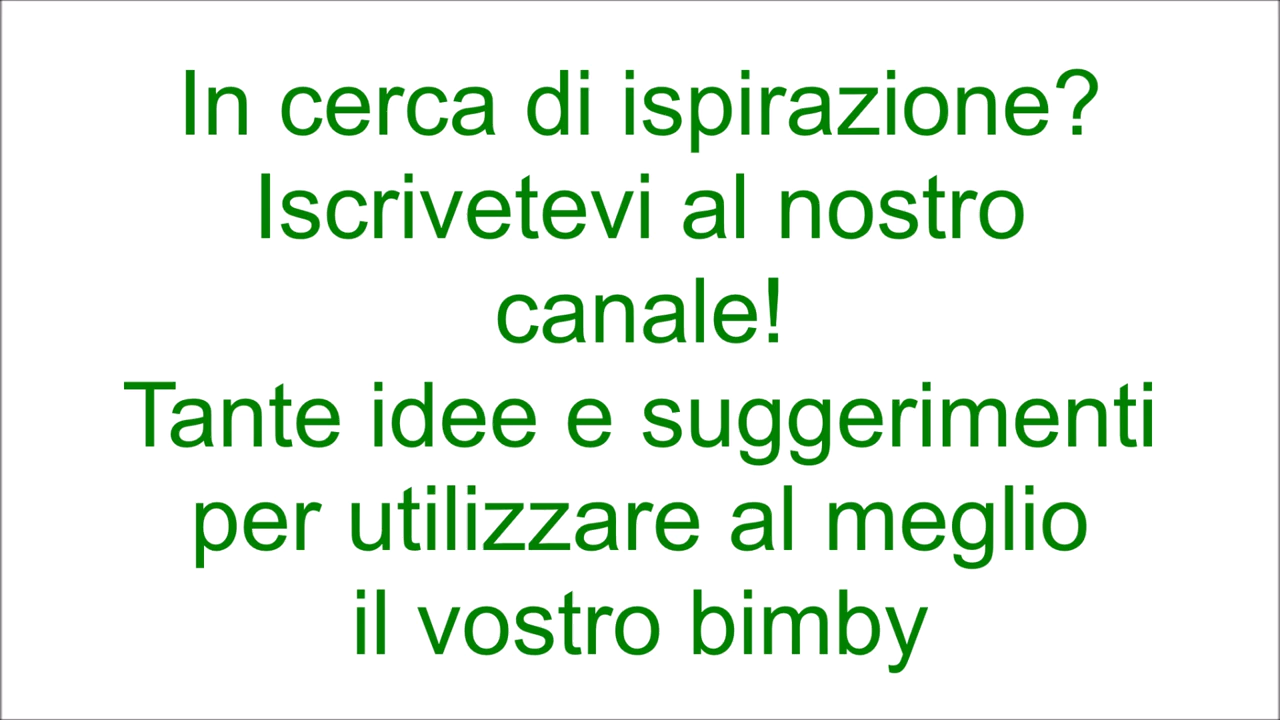 In cerca di ispirazione?
Iscrivetevi al nostro
canale!
Tante idee e suggerimenti
per utilizzare al meglio
il vostro bimby